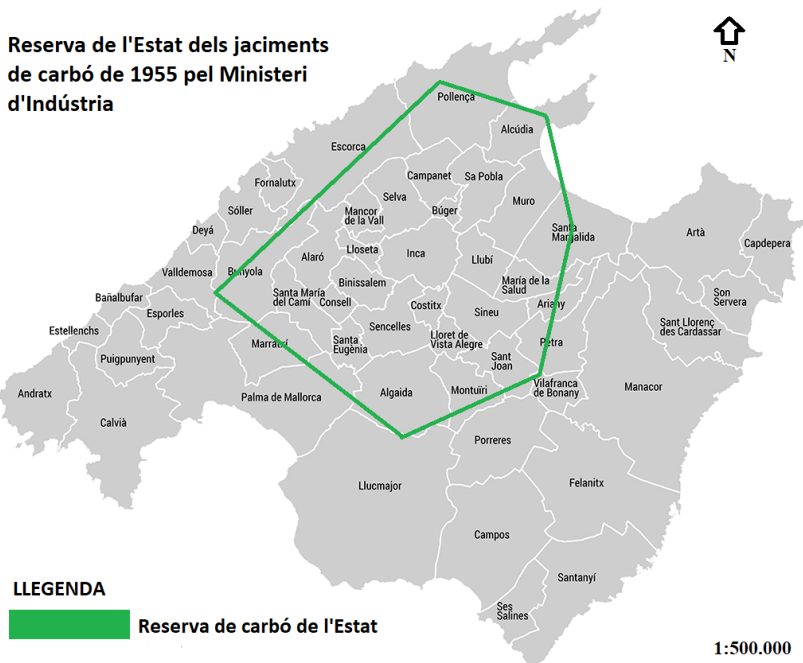 Reserva de l'Estat dels jaciments
de carbó de 1955 pel Ministeri
d'Indústria
N
Pollença
Alcúdia
Escorca
Campanet
Sa Pobla
Fornalutx
Selva
Muro
Sóller
Mancor
de la Vall
Búger
Deyá
Santa
Margalida
Artà
Capdepera
Lloseta
Inca
Alaró
Llubí
Valldemosa
Bunyola
Binissalem
María de la
Salud
Bañalbufar
Santa María
del Camí
Consell
Costitx
Ariany
Son
Servera
Esporles
Sineu
Estellenchs
Sencelles
Sant Llorenç
des Cardassar
Marratxí
Santa
Eugènia
Lloret de
Vista Alegre
Petra
Puigpunyent
Sant
Joan
Andratx
Palma de Mallorca
Algaida
Montuïri
Vilafranca
de Bonany
Manacor
Calvià
Porreres
Llucmajor
Felanitx
Campos
Santanyí
Ses
Salines
LLEGENDA
Reserva de carbó de l'Estat
1:500.000